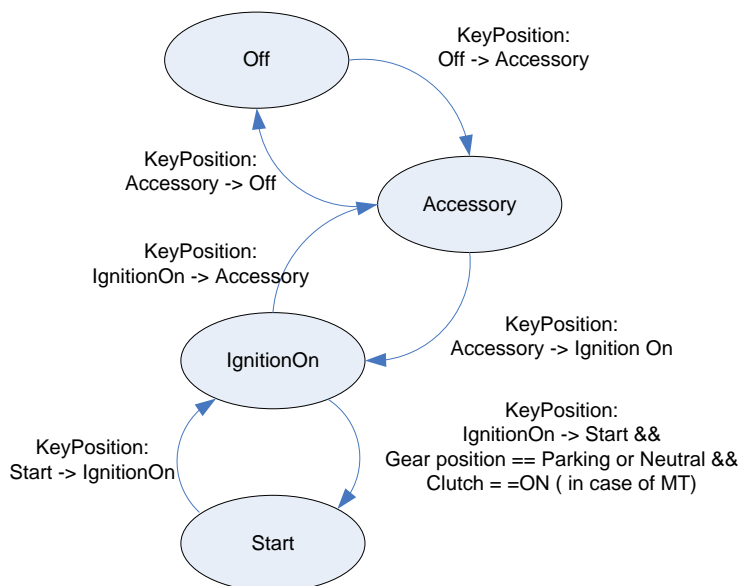 Off
KeyPosition:
Off -> Accessory
KeyPosition:
Accessory -> Off
Accessory
KeyPosition:
IgnitionOn -> Accessory
KeyPosition:
Accessory -> Ignition On
IgnitionOn
KeyPosition:
IgnitionOn -> Start &&
Gear position == Parking or Neutral &&
Clutch = =ON ( in case of MT)
KeyPosition:
Start -> IgnitionOn
Start